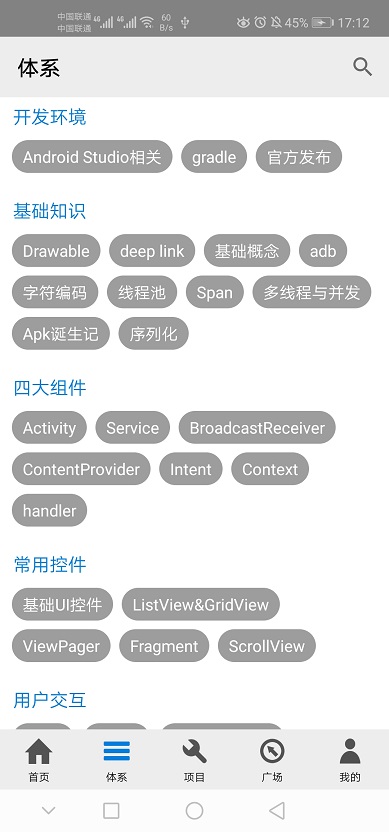 中国联通 4G 4G 60 B/s 45% 17:12
中国联通
体系
开发环境
Android Studio相关 gradle 官方发布
基础知识
Drawable deep link 基础概念 adb
字符编码 线程池 Span 多线程与并发
Apk诞生记 序列化
四大组件
Activity Service BroadcastReceiver
ContentProvider Intent Context
handler
常用控件
基础UI控件 ListView&GridView
ViewPager Fragment ScrollView
用户交互
首页 体系 项目 广场 我的